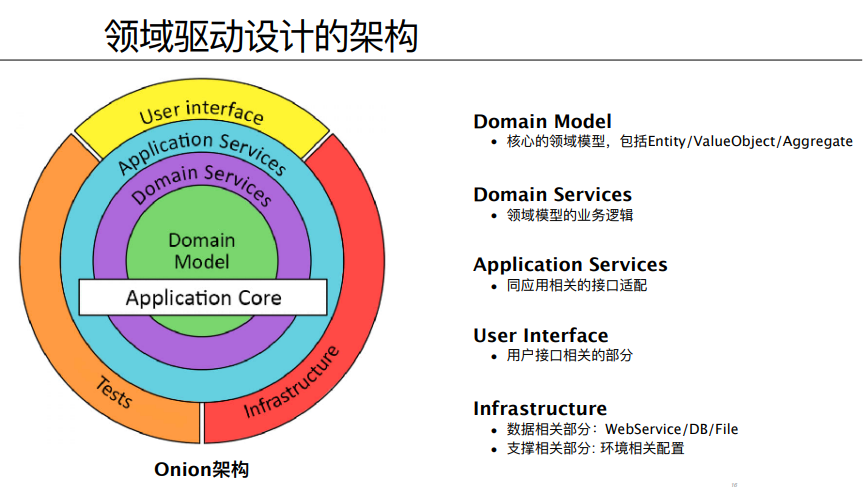 领域驱动设计的架构
User interface
Application Services
Domain Services
Domain
Model
Application Core
Tests
Infrastructure
Onion架构
Domain Model
• 核心的领域模型，包括Entity/ValueObject/Aggregate
Domain Services
• 领域模型的业务逻辑
Application Services
• 同应用相关的接口适配
User Interface
• 用户接口相关的部分
Infrastructure
• 数据相关部分：WebService/DB/File
• 支撑相关部分: 环境相关配置